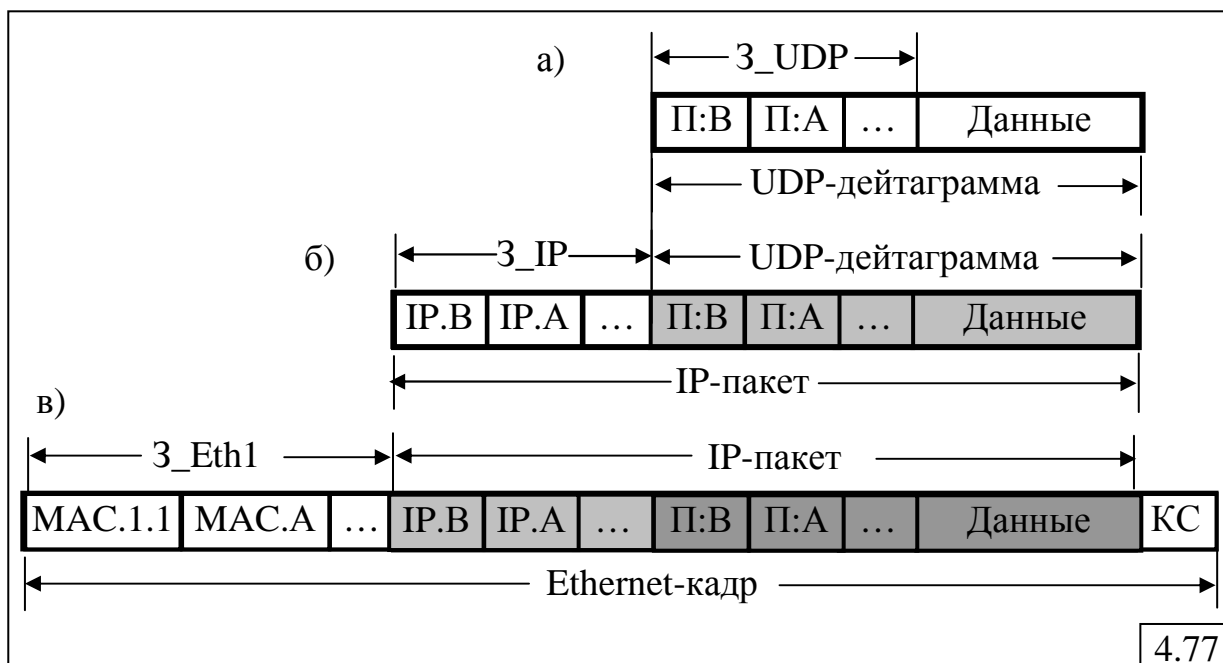 а) З_UDP
П:B П:A … Данные
UDP-дейтаграмма
б) З_IP UDP-дейтаграмма
IP.B IP.A … П:B П:A … Данные
IP-пакет
в)
З_Eth1 IP-пакет
MAC.1.1 MAC.A … IP.B IP.A … П:B П:A … Данные КС
Ethernet-кадр
4.77